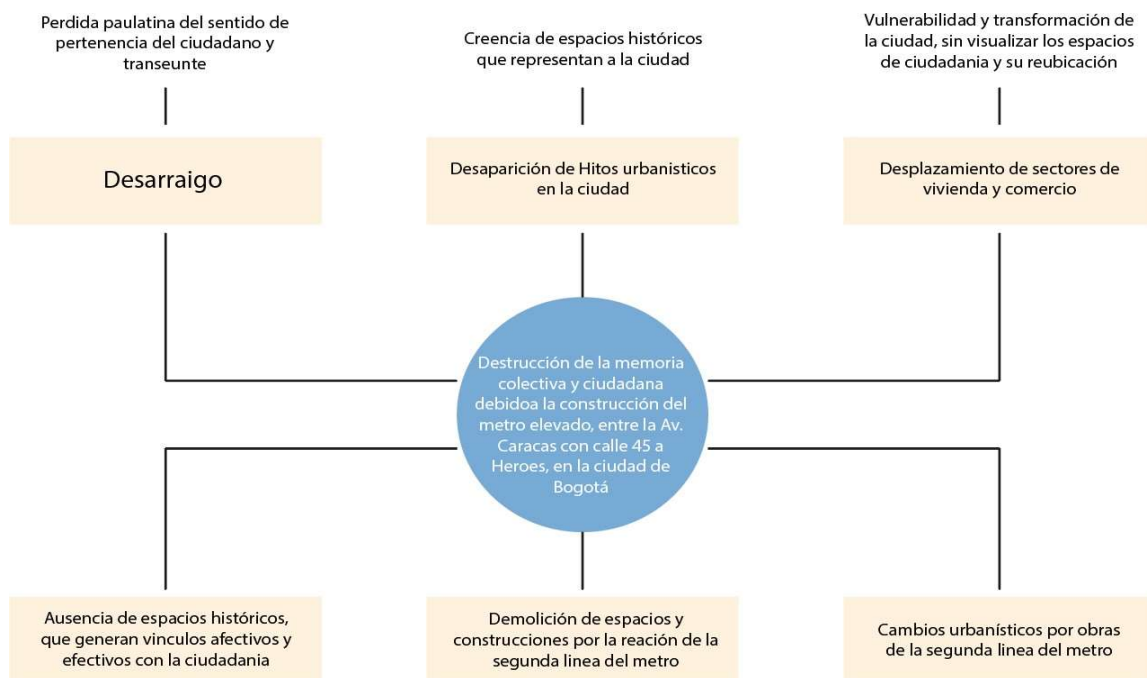 Perdida paulatina del sentido de
pertenencia del ciudadano y
transeunte
Creencia de espacios históricos
que representan a la ciudad
Vulnerabilidad y transformación de
la ciudad, sin visualizar los espacios
de ciudadania y su reubicación
Desarraigo
Desaparición de Hitos urbanisticos
en la ciudad
Desplazamiento de sectores de
vivienda y comercio
Destrucción de la memoria
colectiva y ciudadana
debidoa la construcción del
metro elevado, entre la Av.
Caracas con calle 45 a
Heroes, en la ciudad de
Bogotá
Ausencia de espacios históricos,
que generan vinculos afectivos y
efectivos con la ciudadania
Demolición de espacios y
construcciones por la reación de la
segunda linea del metro
Cambios urbanísticos por obras
de la segunda linea del metro